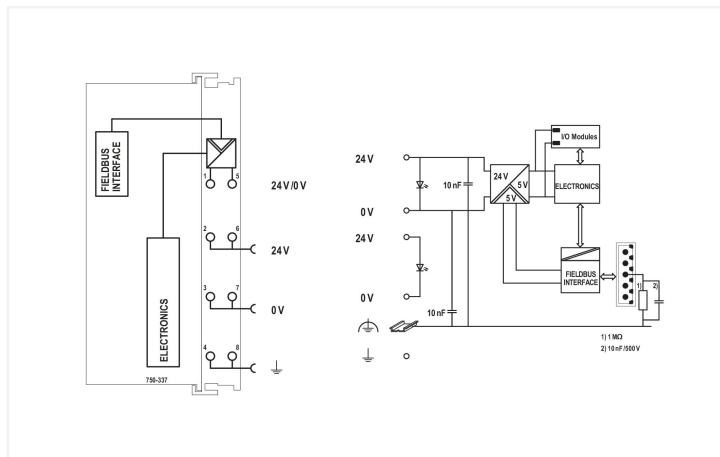 FIELDBUS
INTERFACE
ELECTRONICS
750-337
1 5
24 V /0 V
2 6
24 V
3 7
0 V
4 8
24 V
0 V
24 V
0 V
10 nF
10 nF
24 V
5 V
5 V
I/O Modules
ELECTRONICS
FIELDBUS
INTERFACE
1)
2)
1) 1 MΩ
2) 10 nF/500 V